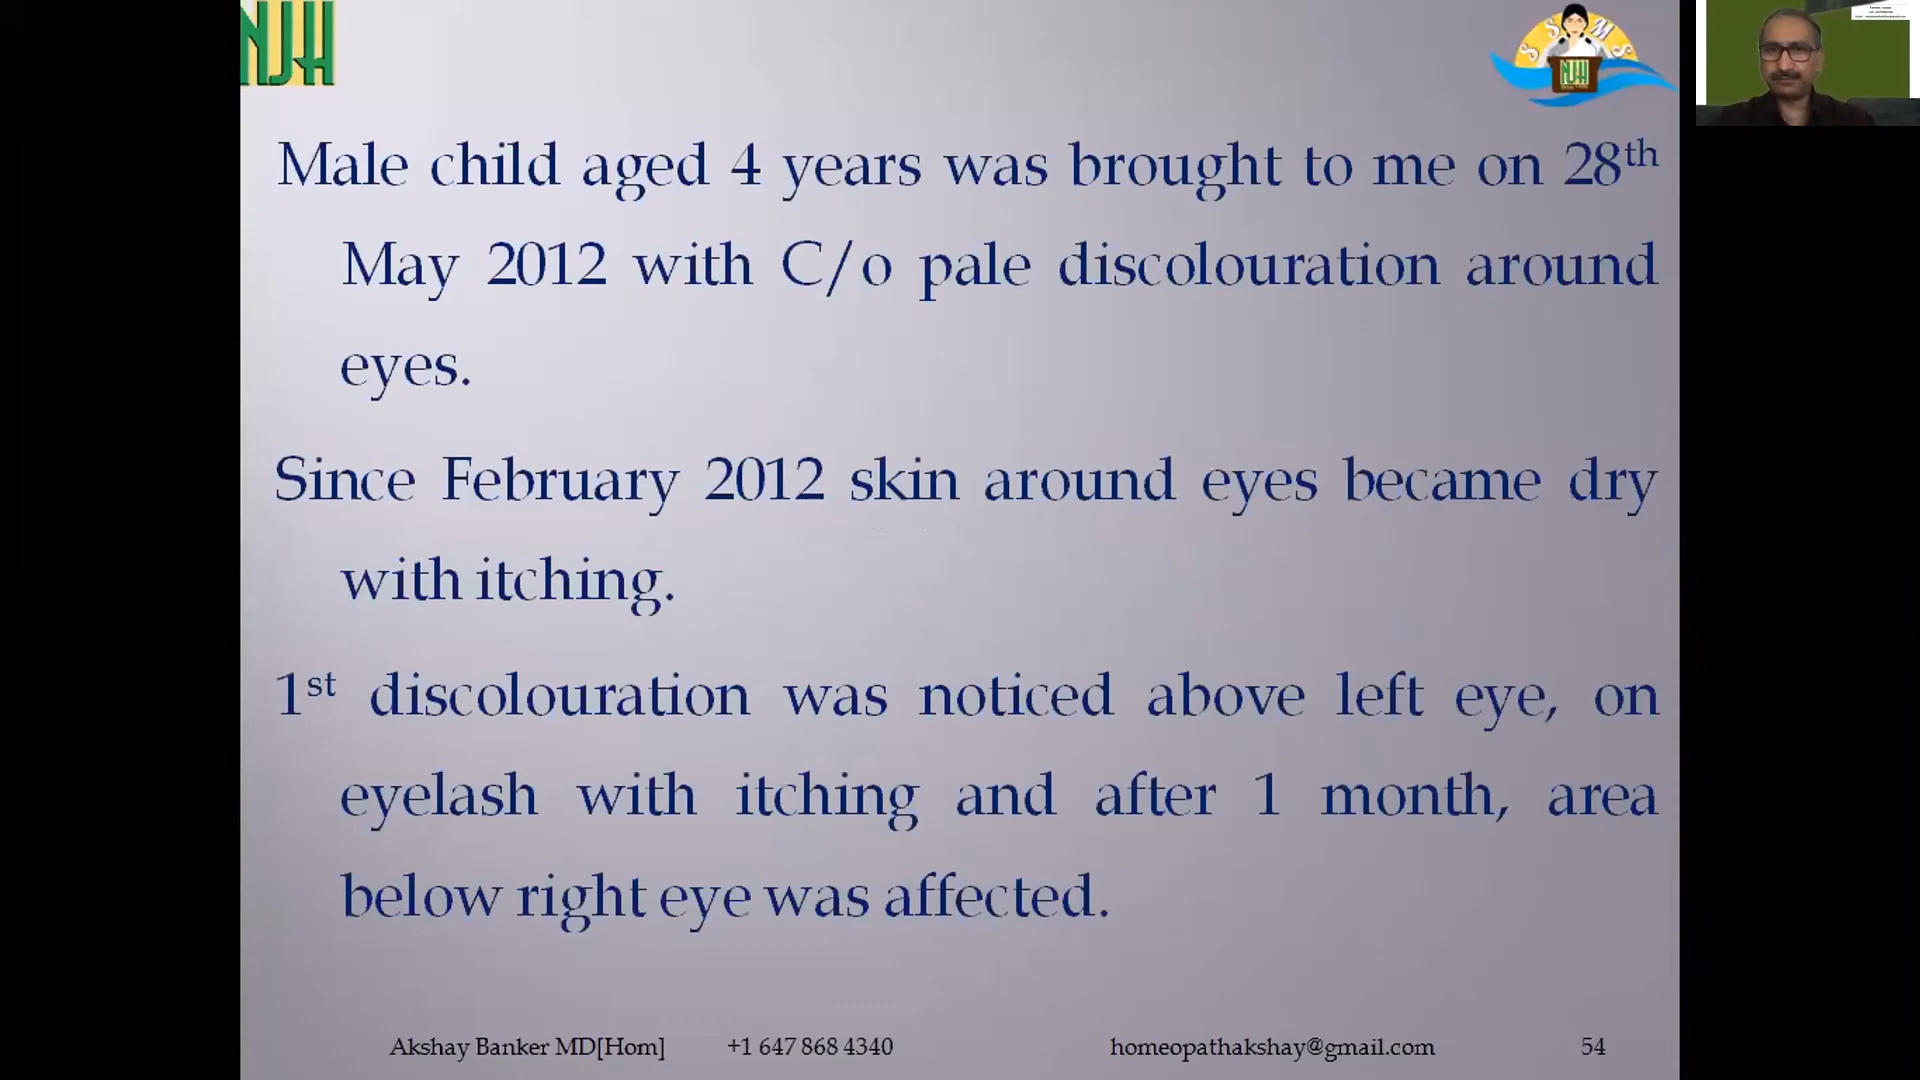 NJH
S S M S
NJH
Male child aged 4 years was brought to me on 28th
May 2012 with C/o pale discolouration around
eyes.
Since February 2012 skin around eyes became dry
with itching.
1st discolouration was noticed above left eye, on
eyelash with itching and after 1 month, area
below right eye was affected.
Akshay Banker MD[Hom] +1 647 868 4340 homeopathakshay@gmail.com 54